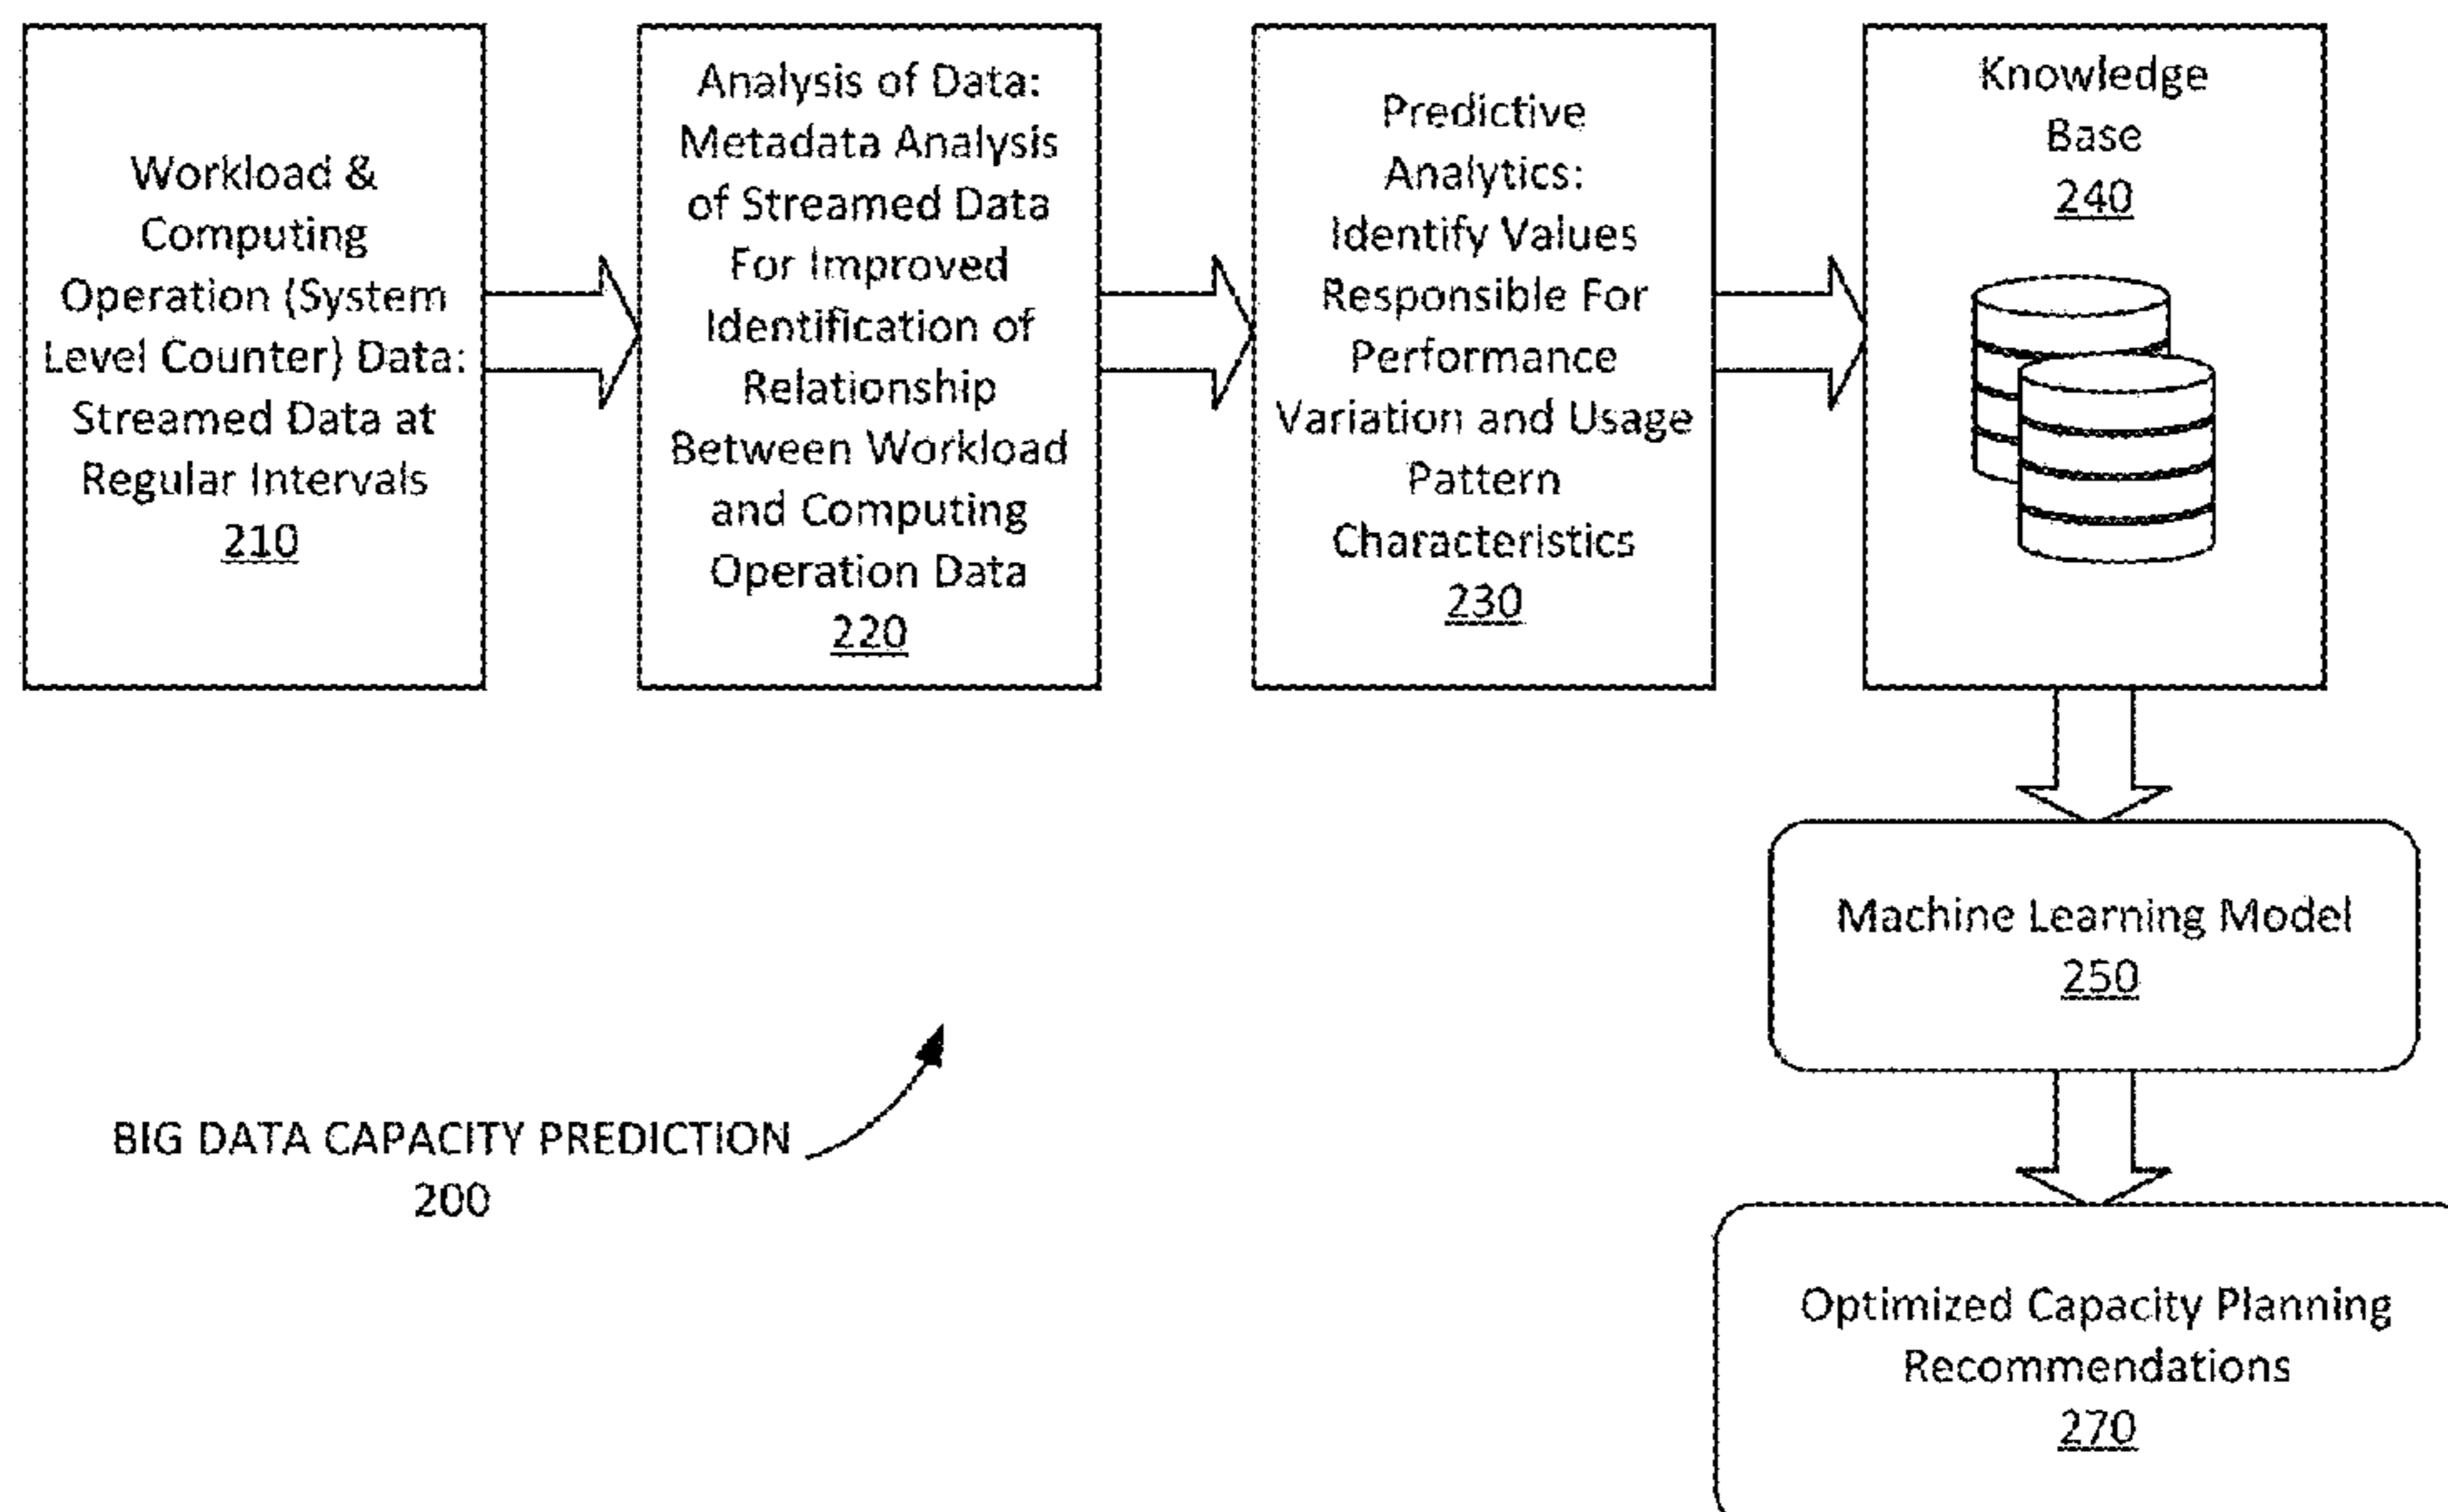 Workload &
Computing
Operation (System
Level Counter) Data:
Streamed Data at
Regular Intervals
210
Analysis of Data:
Metadata Analysis
of Streamed Data
For Improved
Identification of
Relationship
Between Workload
and Computing
Operation Data
220
Predictive
Analytics:
Identify Values
Responsible For
Performance
Variation and Usage
Pattern
Characteristics
230
Knowledge
Base
240
Machine Learning Model
250
BIG DATA CAPACITY PREDICTION
200
Optimized Capacity Planning
Recommendations
270